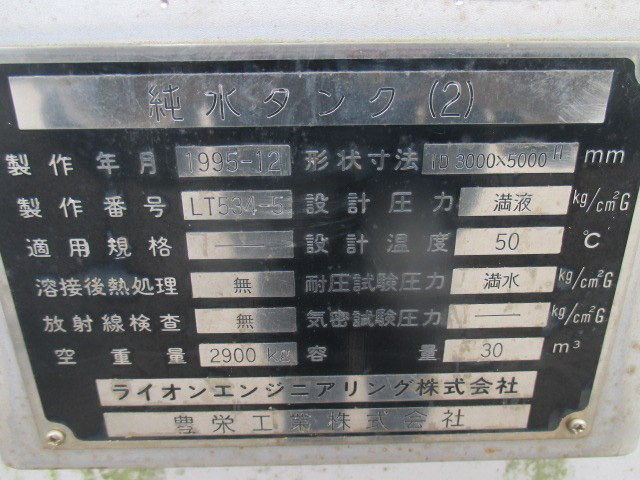 純水タンク(2)
製作年月 1995-12 形状寸法 ID3000×5000H mm
製作番号 LT534-5 設計圧力 満液 kg/cm²G
適用規格 ── 設計温度 50 ℃
溶接後熱処理 無 耐圧試験圧力 満水 kg/cm²G
放射線検査 無 気密試験圧力 ── kg/cm²G
空重量 2900 kg 容量 30 m³
ライオンエンジニアリング株式会社
豊栄工業株式会社